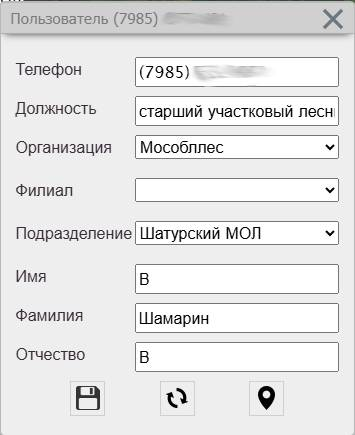 Пользователь (7985)
Телефон (7985)
Должность старший участковый лесн
Организация Мособллес
Филиал
Подразделение Шатурский МОЛ
Имя В
Фамилия Шамарин
Отчество В